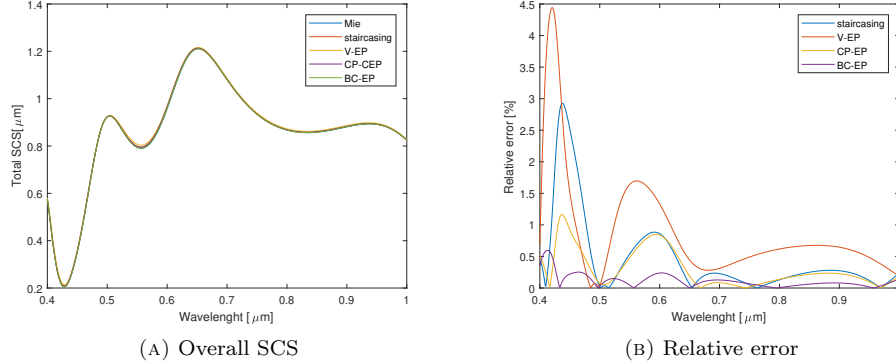 Mie
staircasing
V-EP
CP-CEP
BC-EP
Total SCS[ μm]
1.4
1.2
1
0.8
0.6
0.4
0.2
0.4 0.5 0.6 0.7 0.8 0.9 1
Wavelenght [ μm]
(A) Overall SCS
staircasing
V-EP
CP-EP
BC-EP
Relative error [%]
4.5
4
3.5
3
2.5
2
1.5
1
0.5
0
0.4 0.5 0.6 0.7 0.8 0.9
Wavelenght [ μm]
(B) Relative error